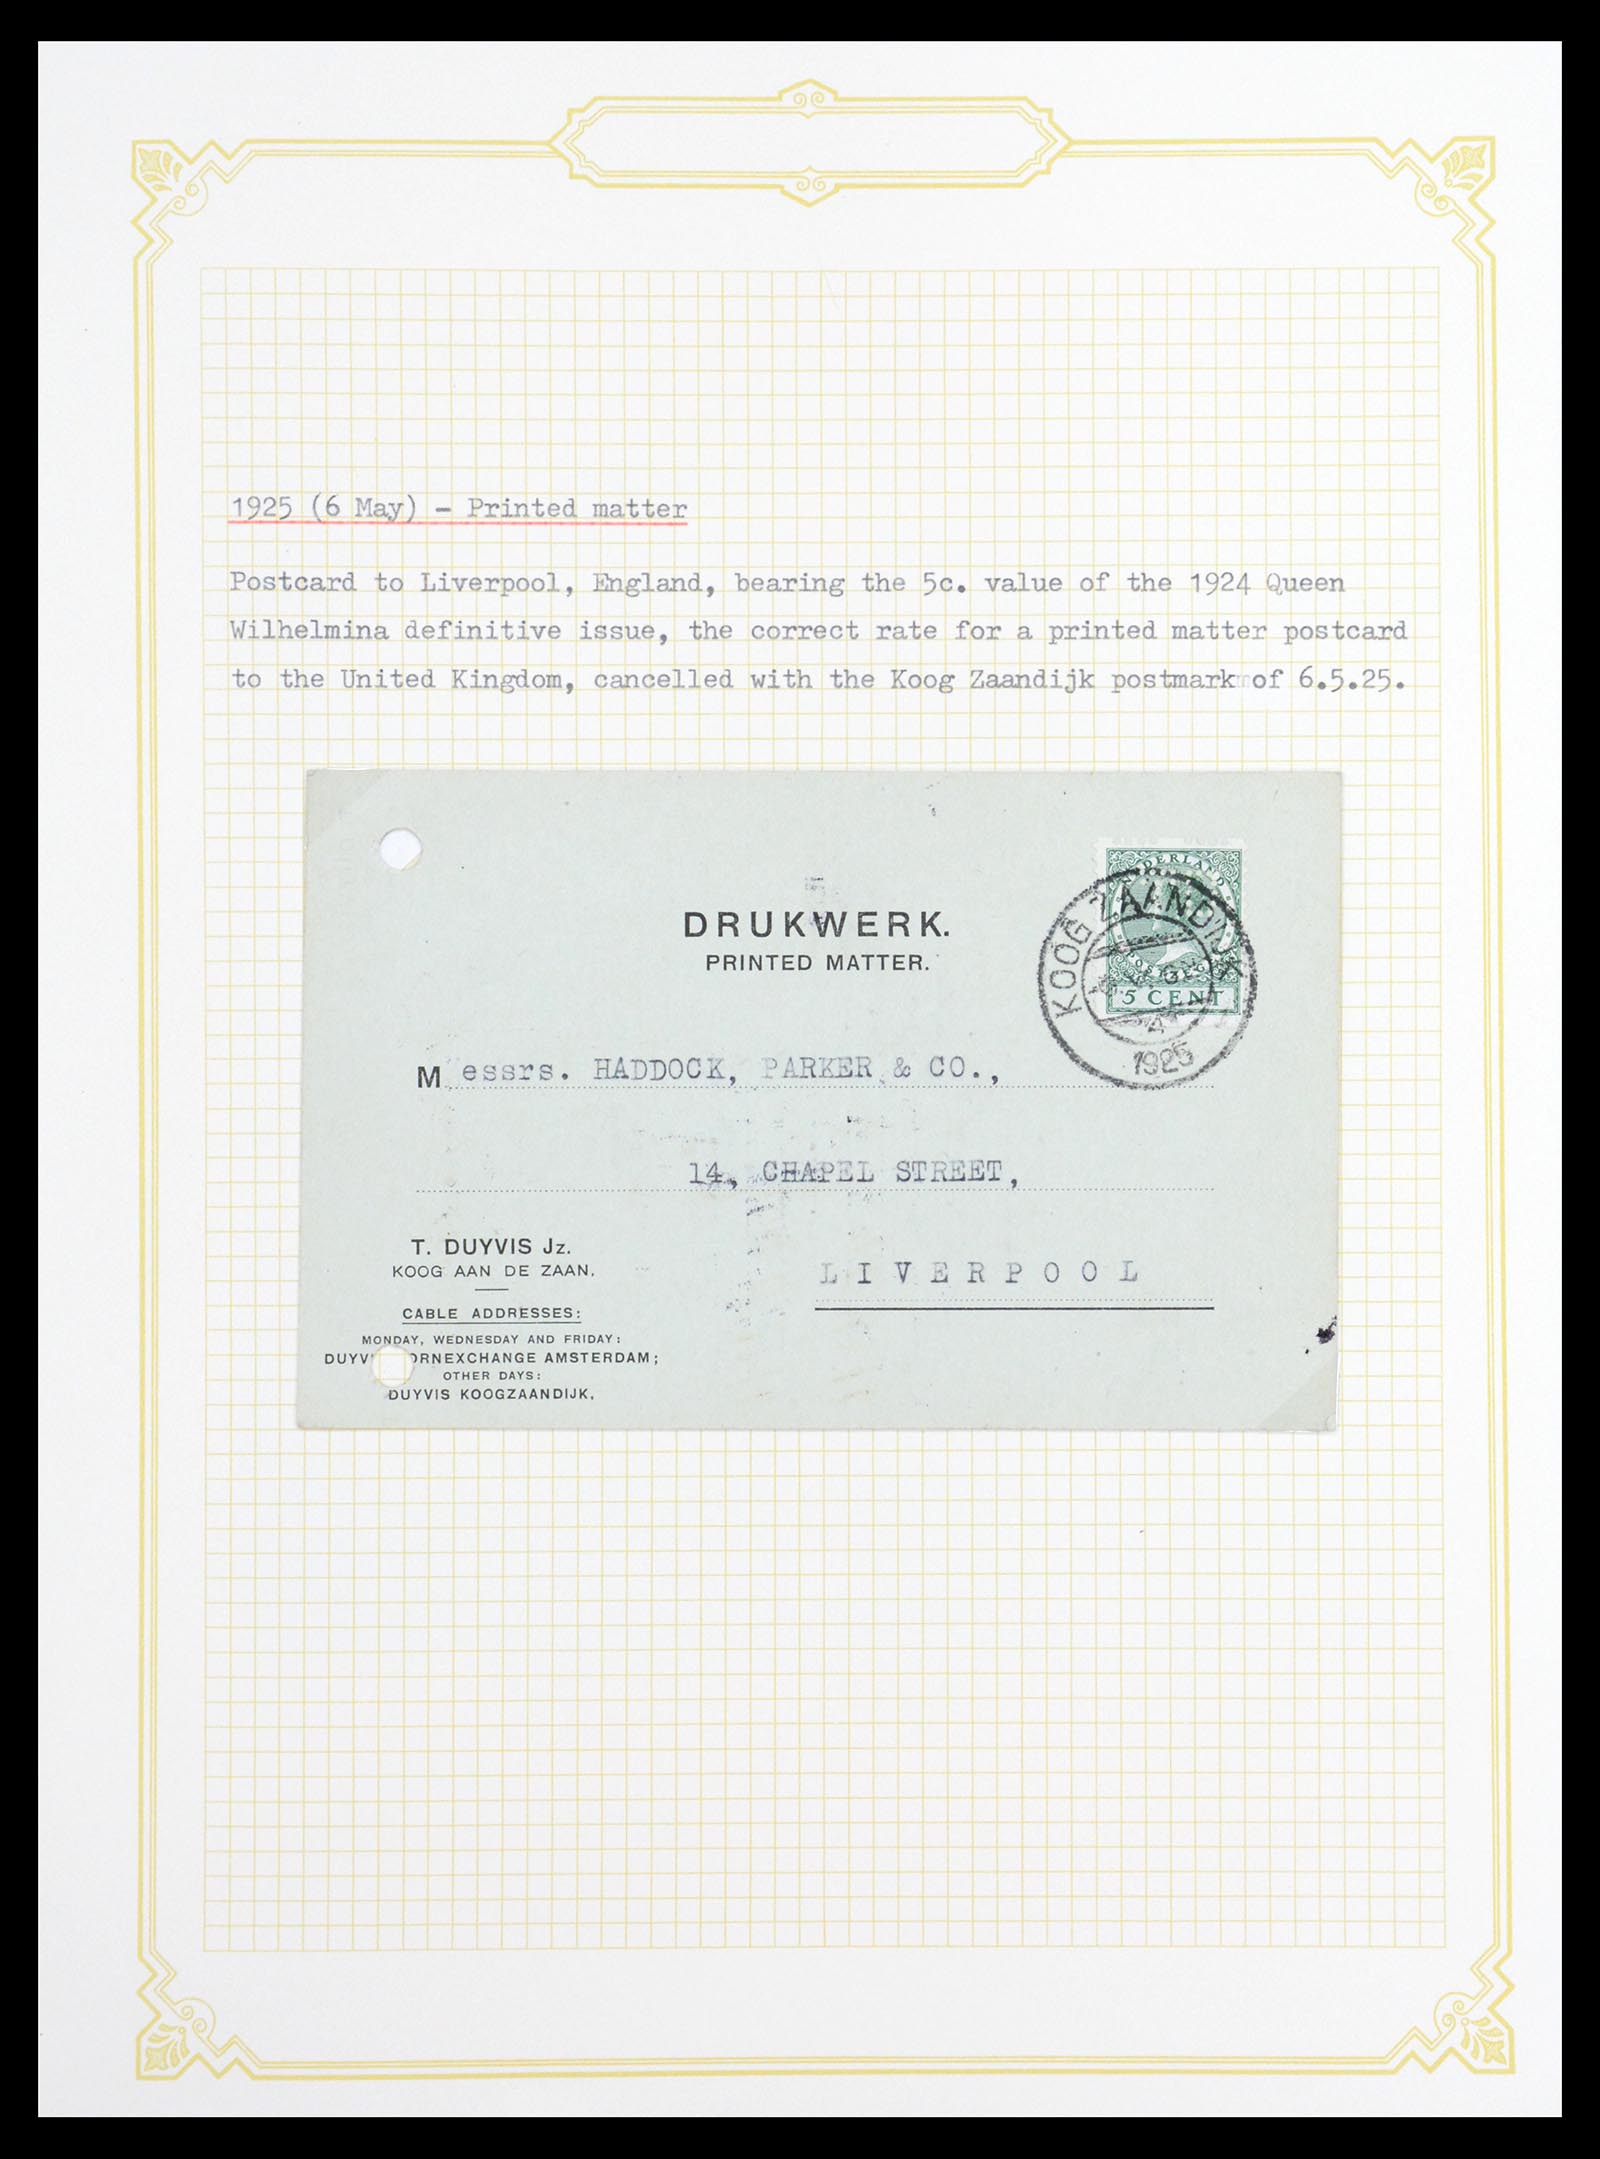 1925 (6 May) - Printed matter
Postcard to Liverpool, England, bearing the 5c. value of the 1924 Queen
Wilhelmina definitive issue, the correct rate for a printed matter postcard
to the United Kingdom, cancelled with the Koog Zaandijk postmark of 6.5.25.
NEDERLAND
POSTZEGEL
5 CENT
KOOG ZAANDIJK
1925
DRUKWERK.
PRINTED MATTER.
Messrs. HADDOCK, PARKER & CO.,
14, CHAPEL STREET,
LIVERPOOL
T. DUYVIS Jz.
KOOG AAN DE ZAAN.
CABLE ADDRESSES:
MONDAY, WEDNESDAY AND FRIDAY:
DUYV ORNEXCHANGE AMSTERDAM;
OTHER DAYS:
DUYVIS KOOGZAANDIJK.